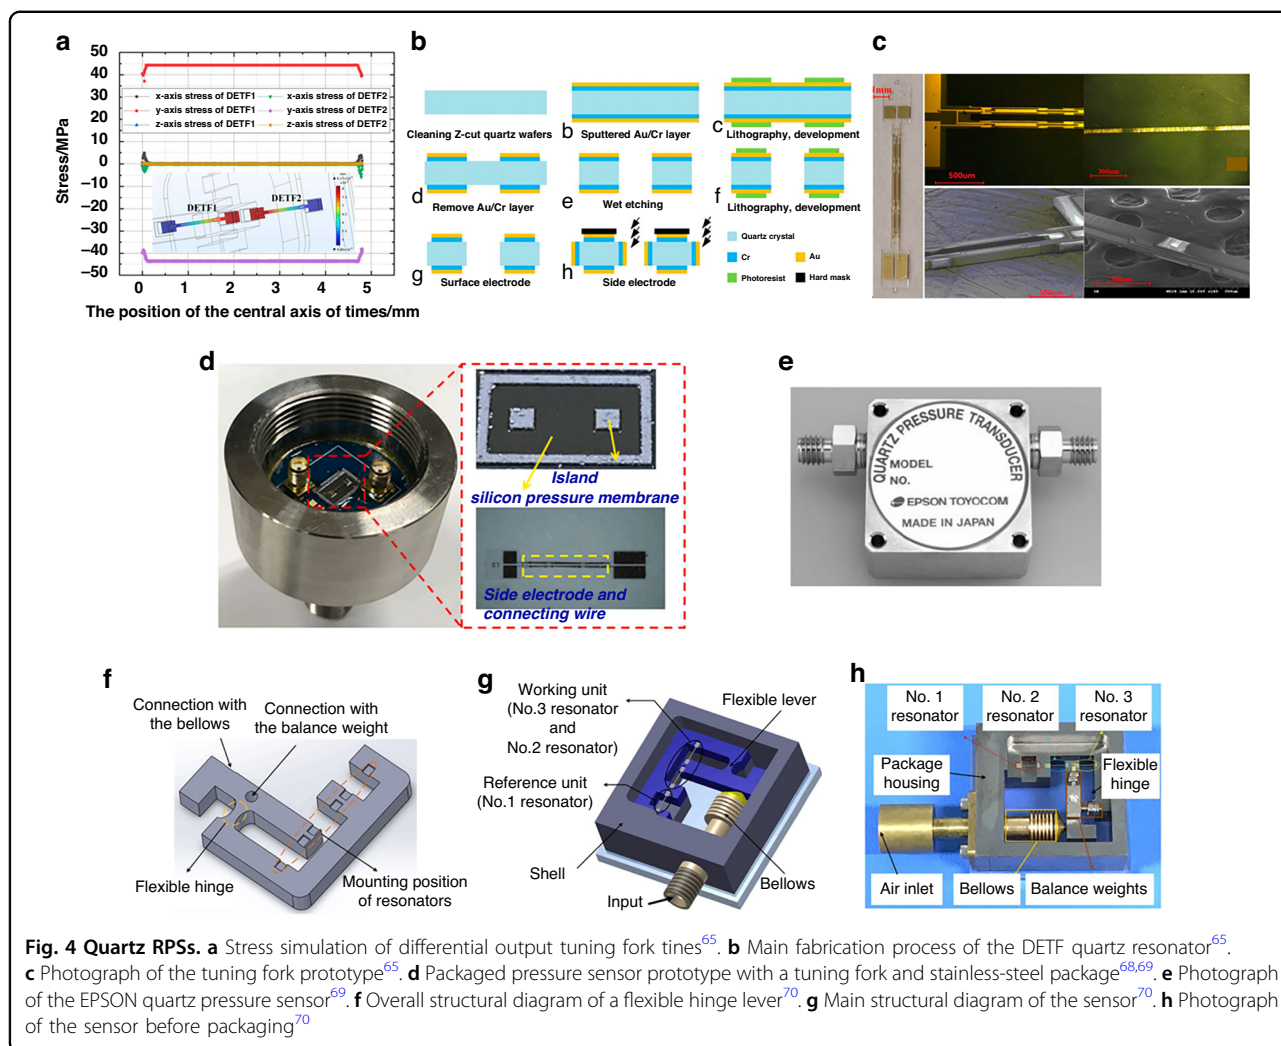 a
50
40
30
20
10
0
−10
−20
−30
−40
−50
Stress/MPa
x-axis stress of DETF1
y-axis stress of DETF1
z-axis stress of DETF1
x-axis stress of DETF2
y-axis stress of DETF2
z-axis stress of DETF2
DETF1
DETF2
0 1 2 3 4 5
The position of the central axis of times/mm
b
Cleaning Z-cut quartz wafers
b
Sputtered Au/Cr layer
c
Lithography, development
d
Remove Au/Cr layer
e
Wet etching
f
Lithography, development
g
Surface electrode
h
Side electrode
Quartz crystal
Cr
Au
Photoresist
Hard mask
c
1mm
500um
d
Island
silicon pressure membrane
Side electrode and
connecting wire
e
QUARTZ PRESSURE TRANSDUCER
MODEL
NO.
EPSON TOYOCOM
MADE IN JAPAN
f
Connection with
the bellows
Connection with
the balance weight
Flexible hinge
Mounting position
of resonators
g
Working unit
(No.3 resonator
and
No.2 resonator)
Flexible lever
Reference unit
(No.1 resonator)
Shell
Input
Bellows
h
No. 1
resonator
No. 2
resonator
No. 3
resonator
Package
housing
Flexible
hinge
Air inlet
Bellows
Balance weights
Fig. 4 Quartz RPSs. a Stress simulation of differential output tuning fork tines65. b Main fabrication process of the DETF quartz resonator65.
c Photograph of the tuning fork prototype65. d Packaged pressure sensor prototype with a tuning fork and stainless-steel package68,69. e Photograph
of the EPSON quartz pressure sensor69. f Overall structural diagram of a flexible hinge lever70. g Main structural diagram of the sensor70. h Photograph
of the sensor before packaging70